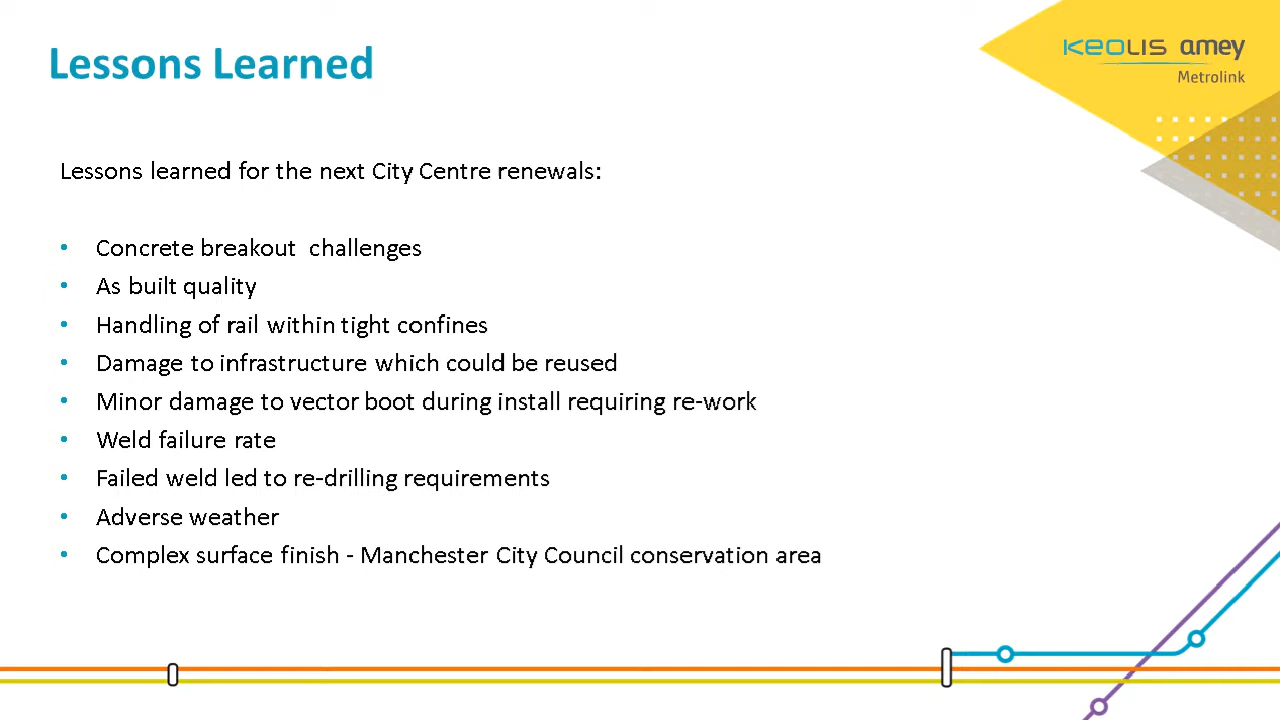 Lessons Learned
KEOLIS amey
Metrolink
Lessons learned for the next City Centre renewals:
• Concrete breakout  challenges
• As built quality
• Handling of rail within tight confines
• Damage to infrastructure which could be reused
• Minor damage to vector boot during install requiring re-work
• Weld failure rate
• Failed weld led to re-drilling requirements
• Adverse weather
• Complex surface finish - Manchester City Council conservation area